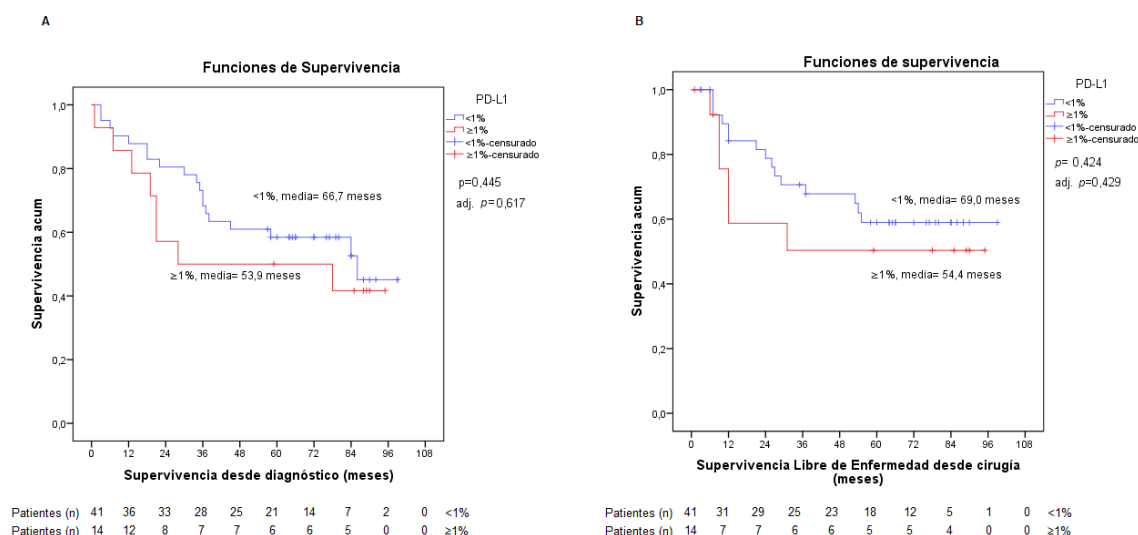 A
Funciones de Supervivencia
PD-L1
<1%
≥1%
<1%-censurado
≥1%-censurado
p=0,445
adj. p=0,617
<1%, media= 66,7 meses
≥1%, media= 53,9 meses
Supervivencia acum
1,0
0,8
0,6
0,4
0,2
0,0
0 12 24 36 48 60 72 84 96 108
Supervivencia desde diagnóstico (meses)
Patientes (n) 41 36 33 28 25 21 14 7 2 0 <1%
Patientes (n) 14 12 8 7 7 6 6 5 0 0 ≥1%
B
Funciones de supervivencia
PD-L1
<1%
≥1%
<1%-censurado
≥1%-censurado
p= 0,424
adj. p=0,429
<1%, media= 69,0 meses
≥1%, media= 54,4 meses
Supervivencia acum
1,0
0,8
0,6
0,4
0,2
0,0
0 12 24 36 48 60 72 84 96 108
Supervivencia Libre de Enfermedad desde cirugía
(meses)
Patientes (n) 41 31 29 25 23 18 12 5 1 0 <1%
Patientes (n) 14 7 7 6 6 5 5 4 0 0 ≥1%